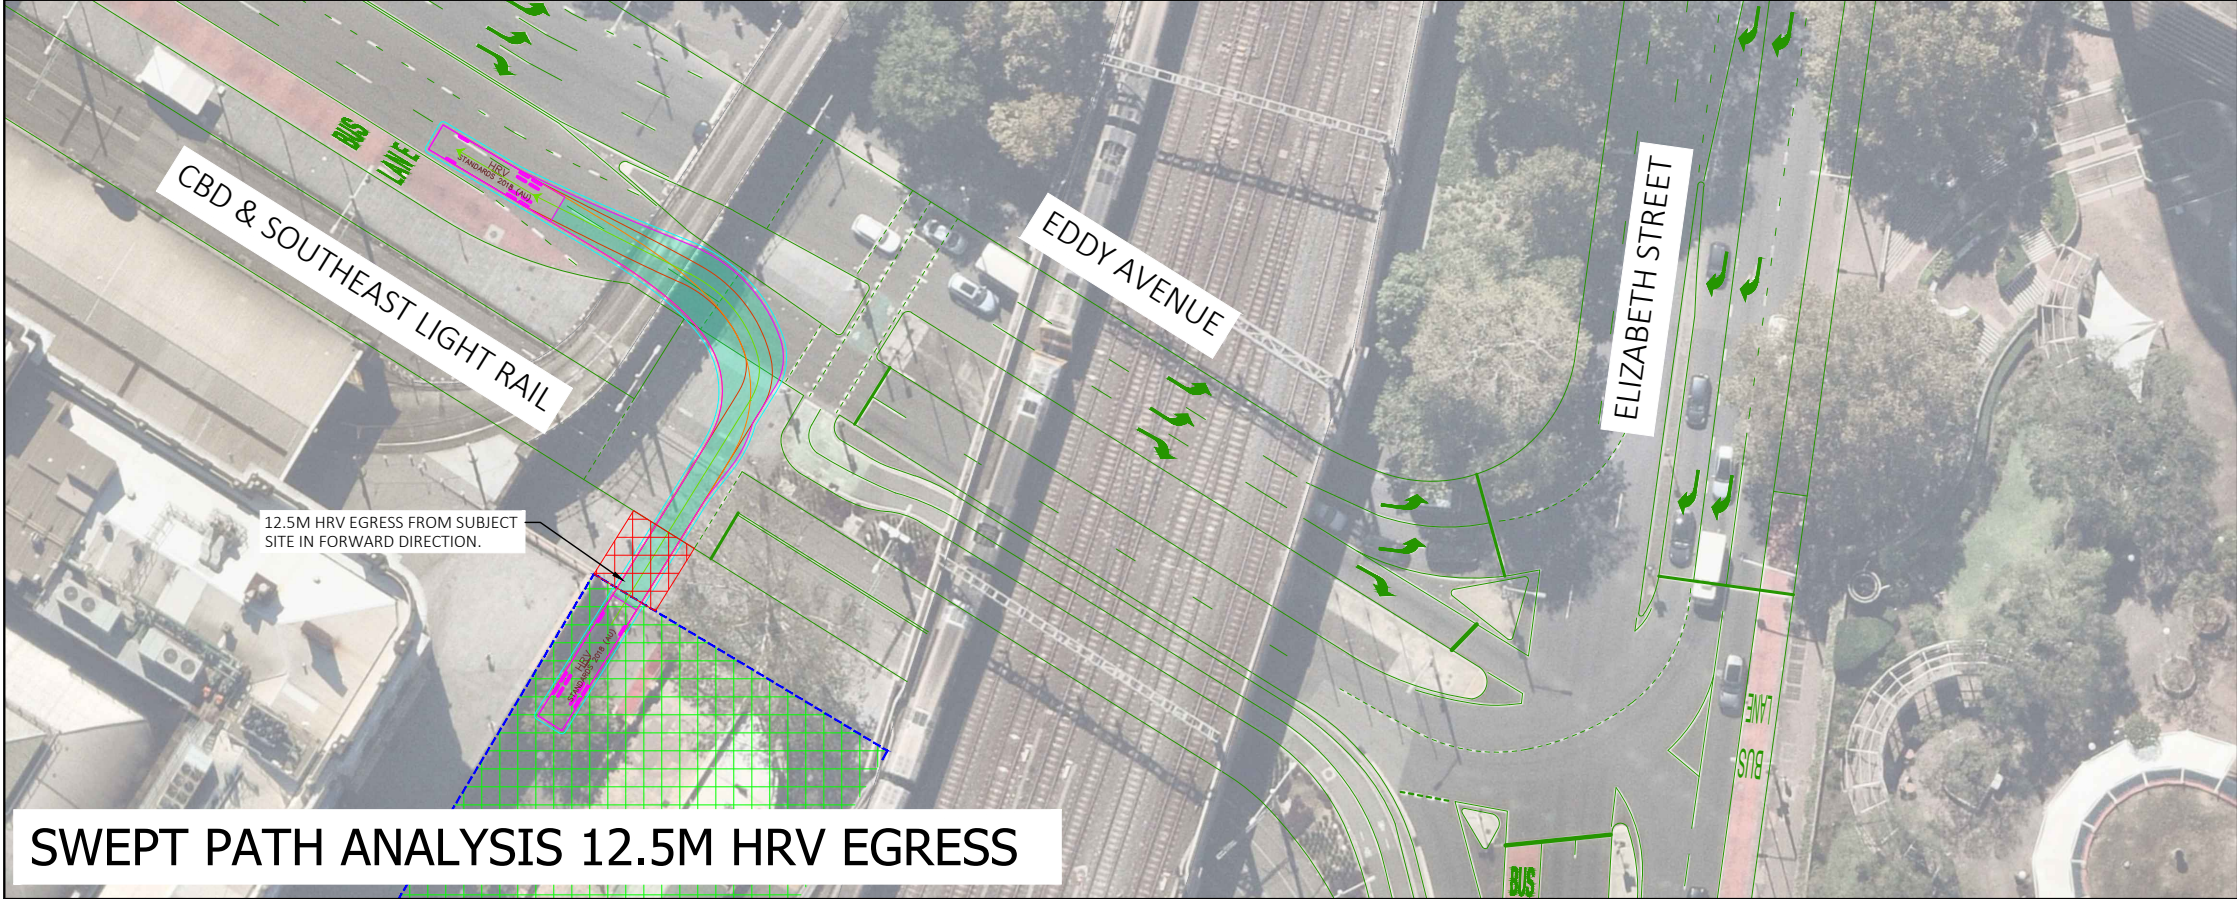 BUS
LANE
HRV
STANDARDS 2018 (AU)
CBD & SOUTHEAST LIGHT RAIL
EDDY AVENUE
ELIZABETH STREET
12.5M HRV EGRESS FROM SUBJECT
SITE IN FORWARD DIRECTION.
HRV
STANDARDS 2018 (AU)
LANE
BUS
BUS
SWEPT PATH ANALYSIS 12.5M HRV EGRESS